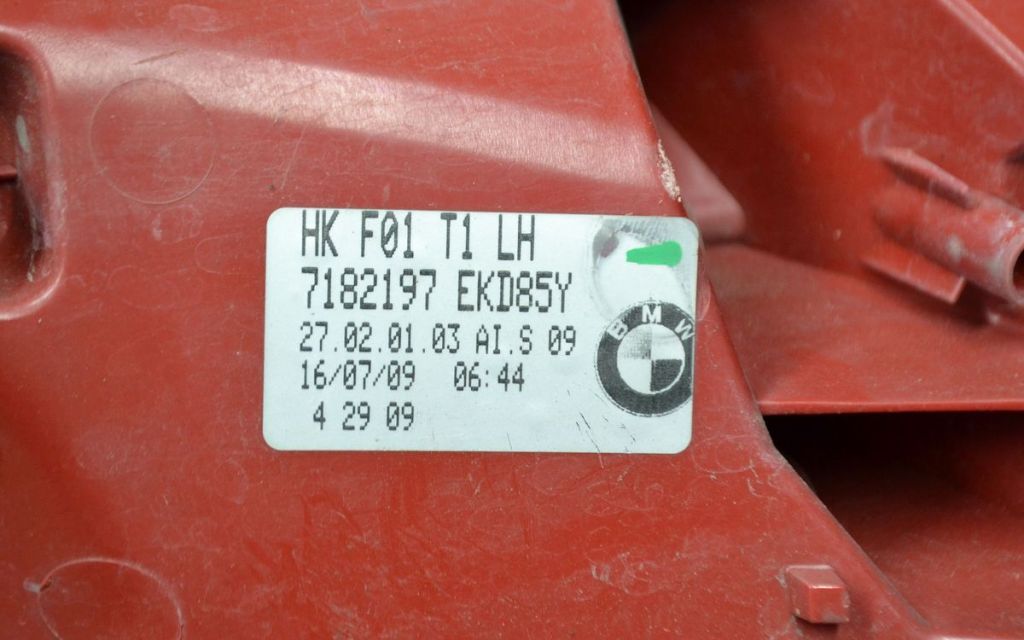 HK F01 T1 LH
7182197 EKD85Y
27.02.01.03 AI.S 09
16/07/09 06:44
4 29 09
BMW